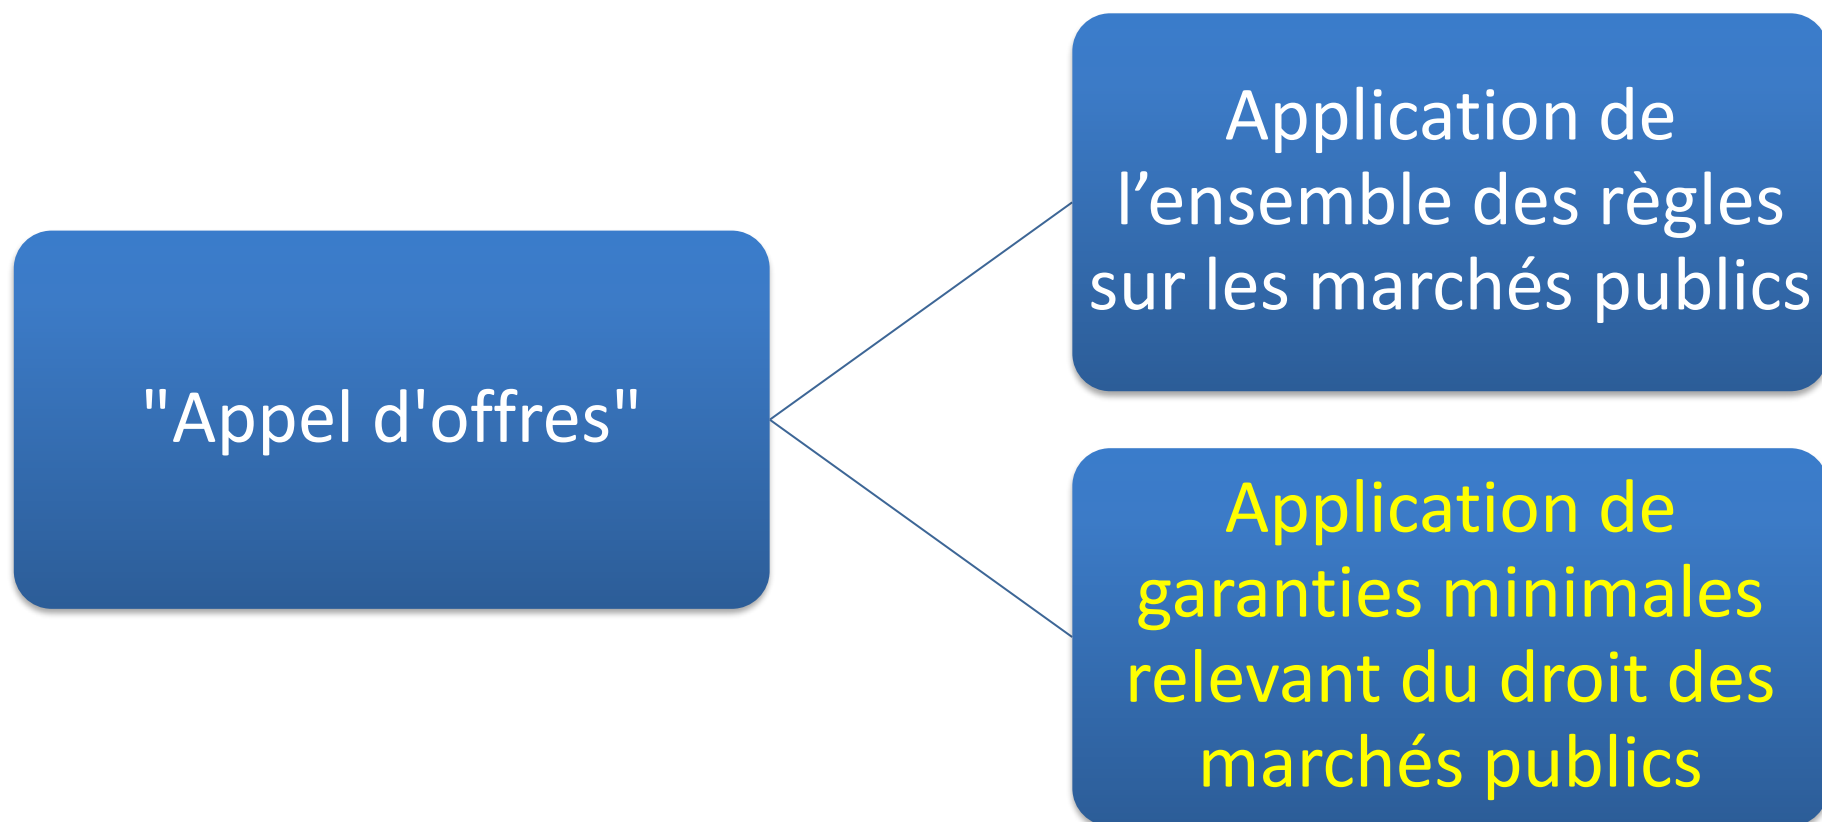 "Appel d'offres"
Application de
l’ensemble des règles
sur les marchés publics
Application de
garanties minimales
relevant du droit des
marchés publics